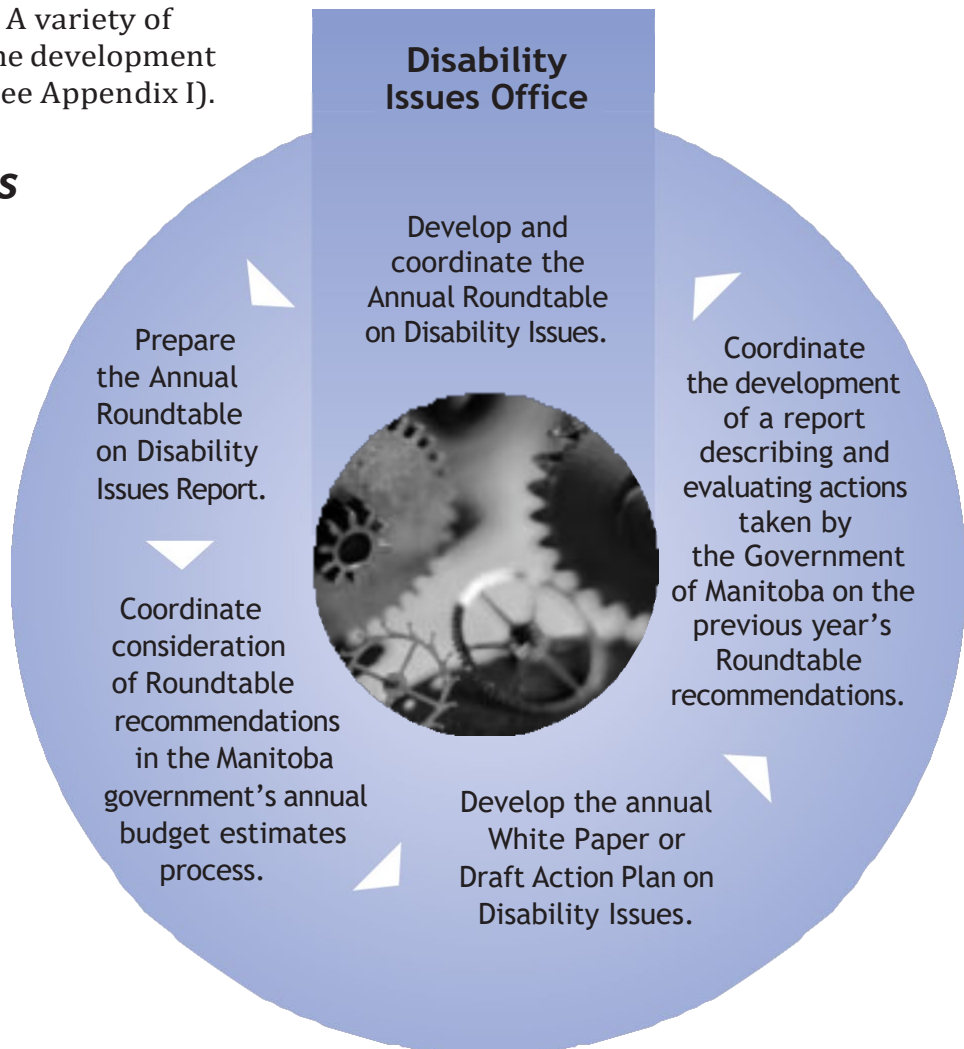 A variety of
development
ee Appendix I).
s
Disability
Issues Office
Develop and
coordinate the
Annual Roundtable
on Disability Issues.
Prepare
the Annual
Roundtable
on Disability
Issues Report.
Coordinate
consideration
of Roundtable
recommendations
in the Manitoba
government's annual
budget estimates
process.
Develop the annual
White Paper or
Draft Action Plan on
Disability Issues.
Coordinate
the development
of a report
describing and
evaluating actions
taken by
the Government
of Manitoba on the
previous year's
Roundtable
recommendations.